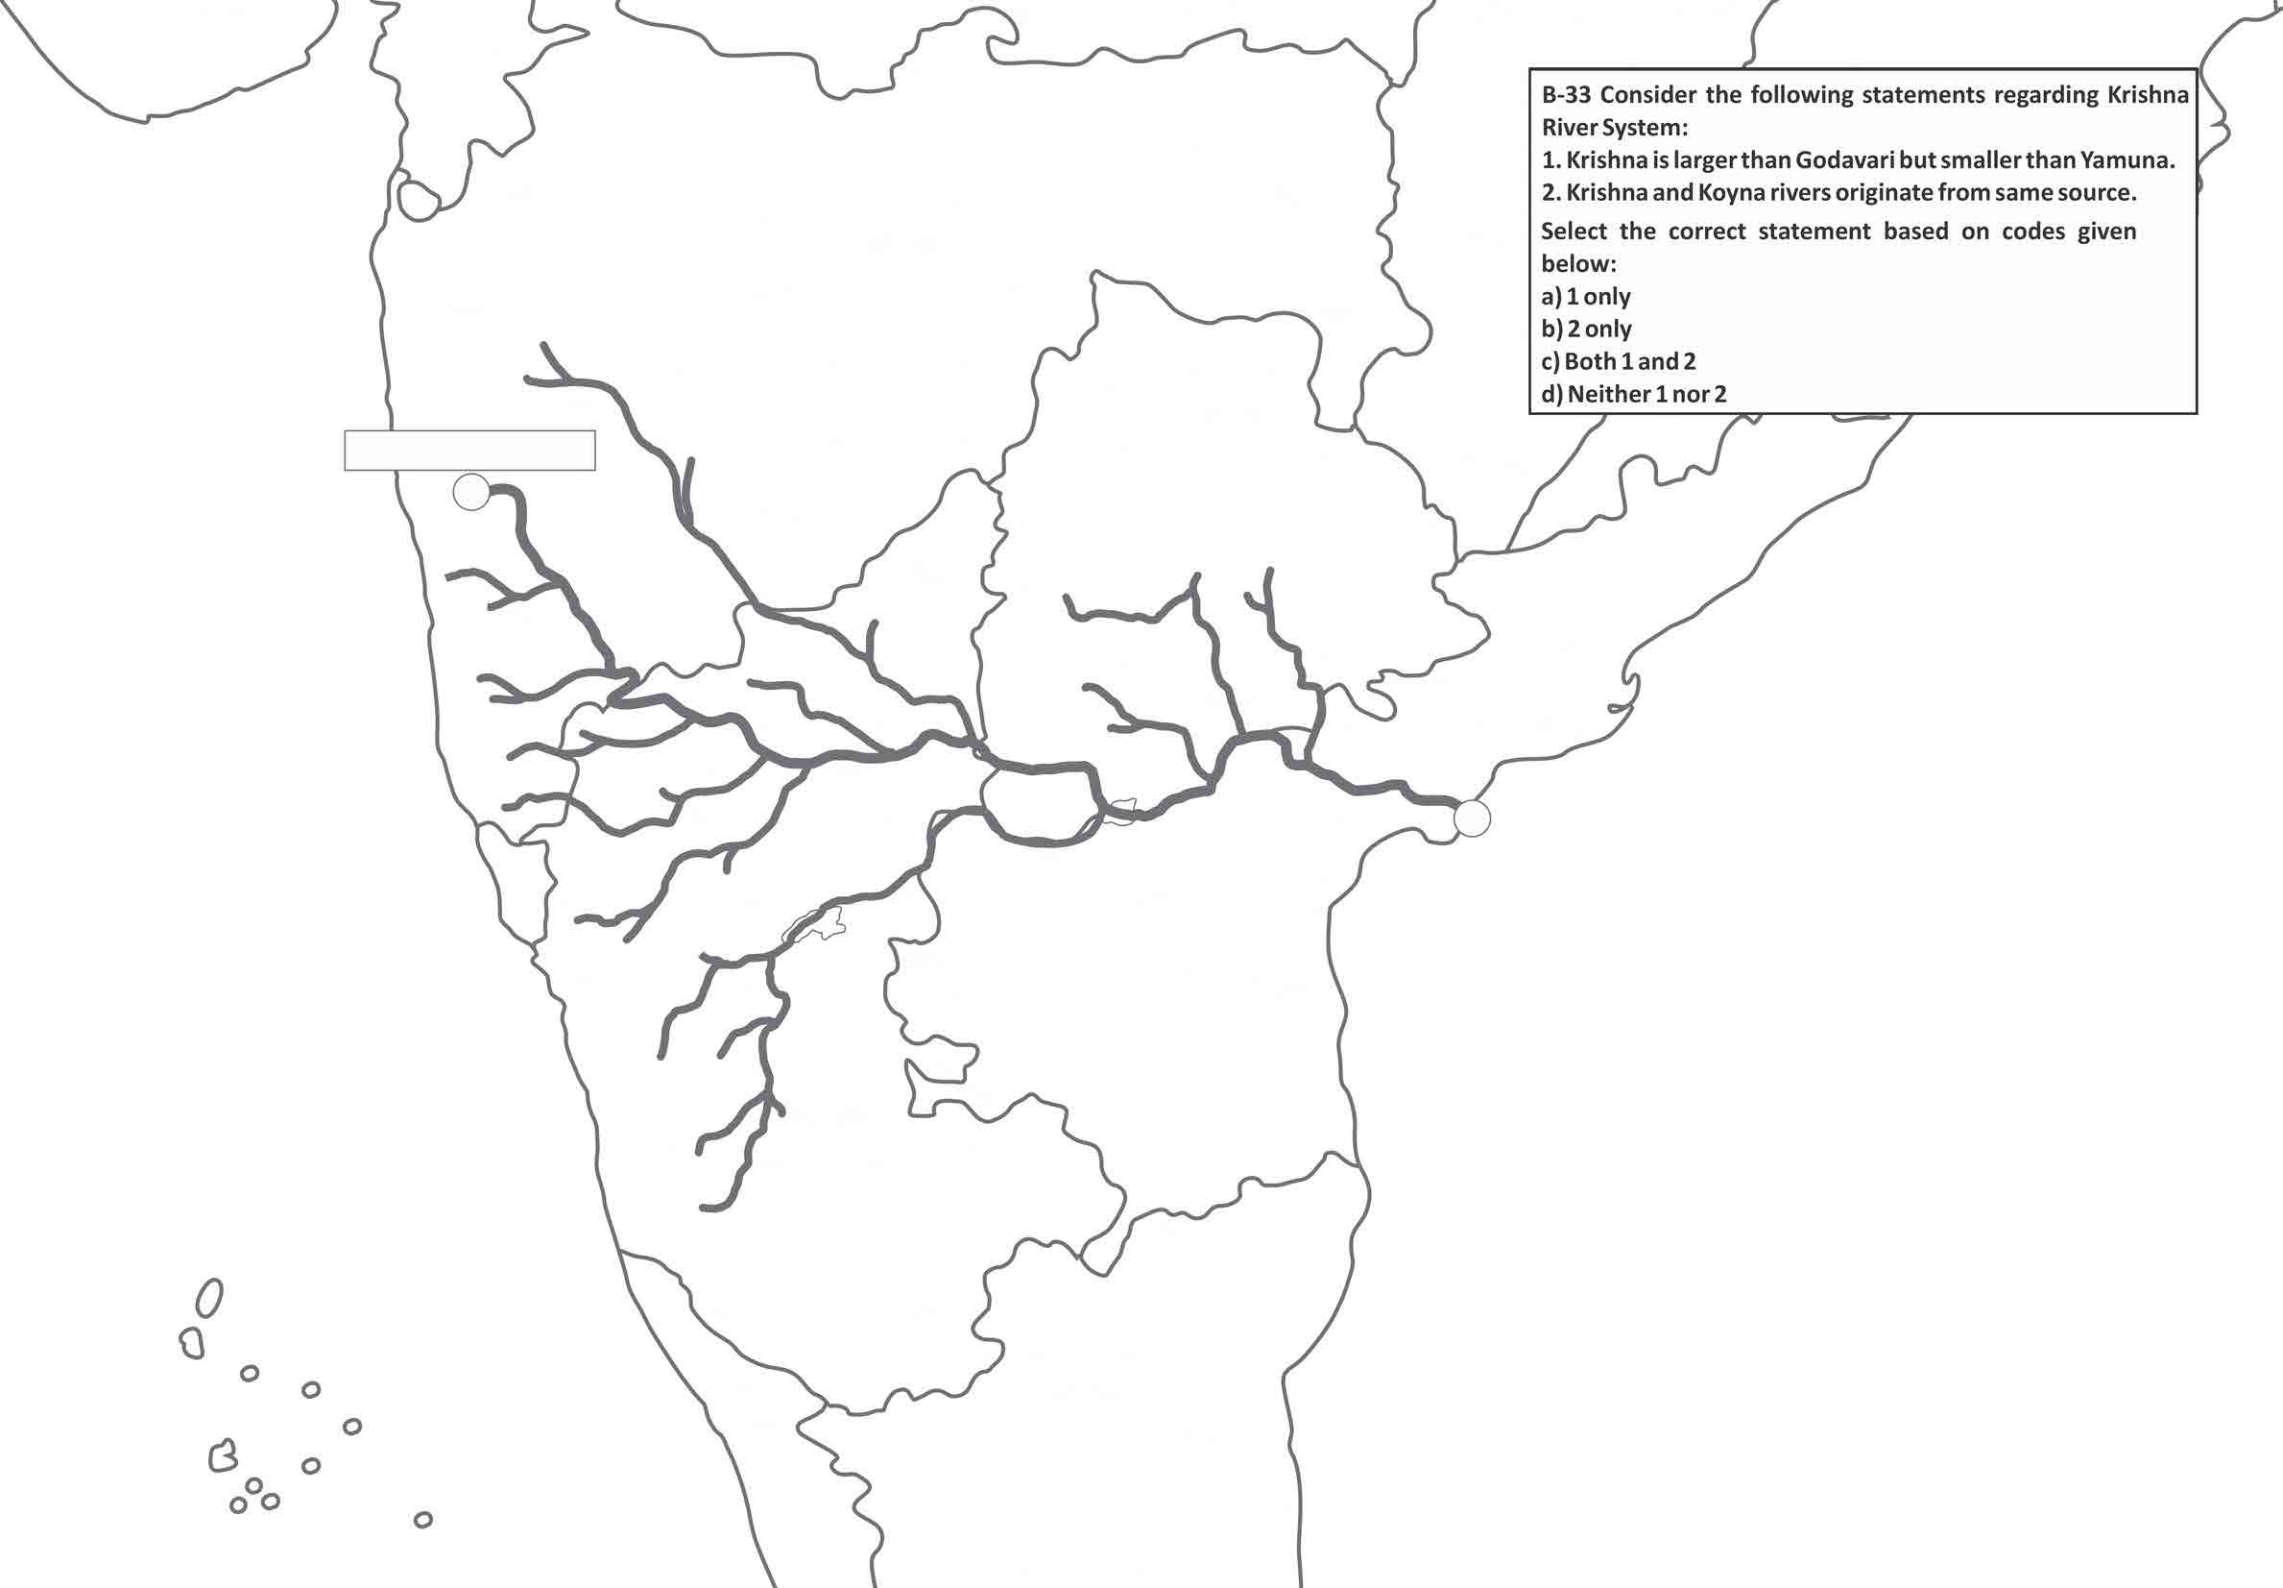 B-33 Consider the following statements regarding Krishna
River System:
1. Krishna is larger than Godavari but smaller than Yamuna.
2. Krishna and Koyna rivers originate from same source.
Select the correct statement based on codes given
below:
a) 1 only
b) 2 only
c) Both 1 and 2
d) Neither 1 nor 2